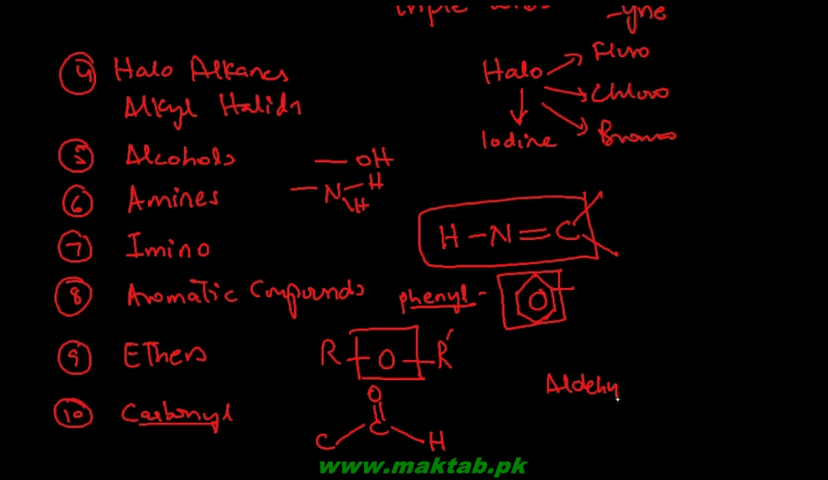 -yne
④ Halo Alkanes
Alkyl Halids
Halo
Fluro
Chloro
Bromo
Iodine
⑤ Alcohols — OH
⑥ Amines — N — H
H
⑦ Imino
H — N = C
⑧ Aromatic Compounds phenyl -
⑨ Ethers R — O — R'
Aldehy
⑩ Carbonyl
O
C C H
www.maktab.pk